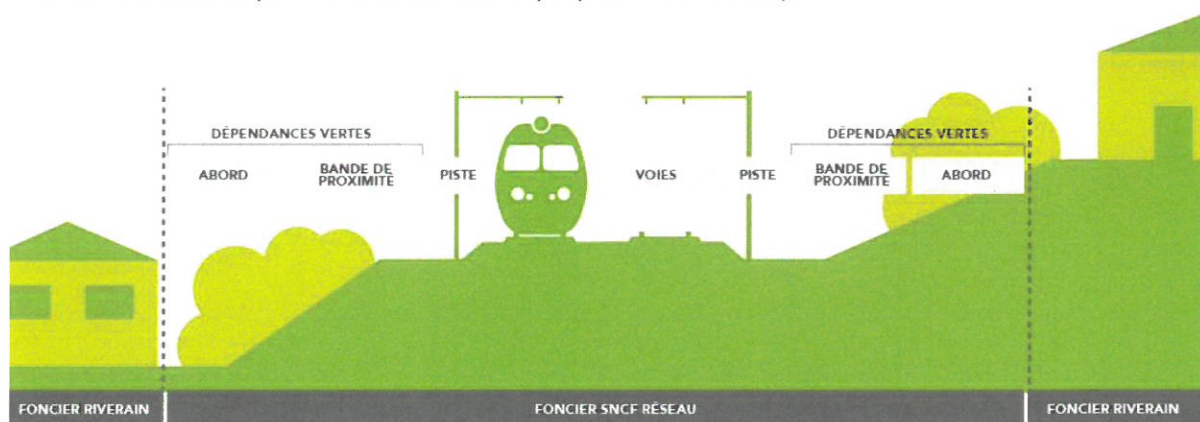 DÉPENDANCES VERTES
DÉPENDANCES VERTES
ABORD
BANDE DE
PROXIMITÉ
PISTE
VOIES
PISTE
BANDE DE
PROXIMITÉ
ABORD
FONCIER RIVERAIN
FONCIER SNCF RÉSEAU
FONCIER RIVERAIN